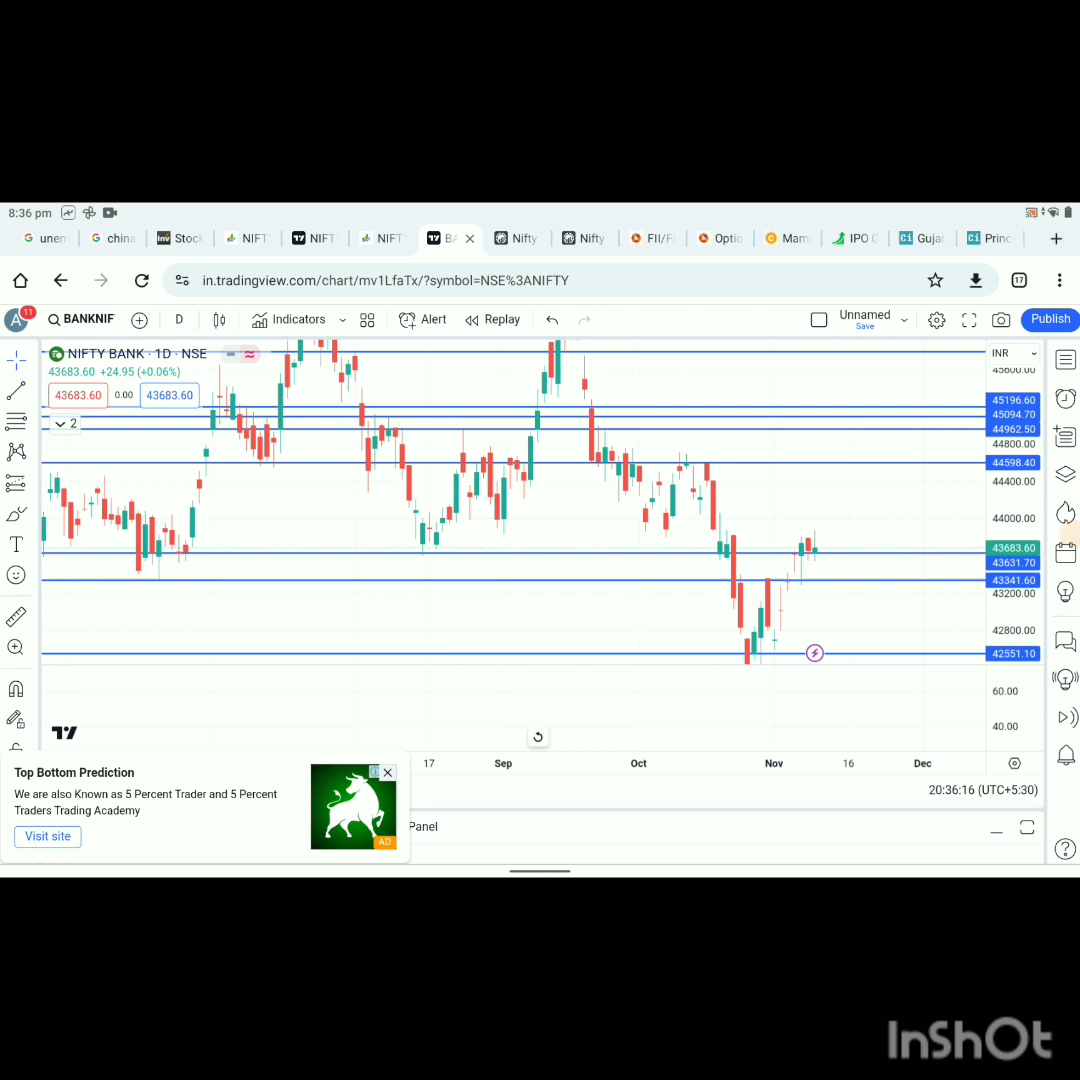 8:36 pm
unem china Inv Stock NIFT NIFT NIFT BA Nifty Nifty FII/FI Optio Mam IPO G Ci Gujar Ci Princ
in.tradingview.com/chart/mv1LfaTx/?symbol=NSE%3ANIFTY 17
A 11 BANKNIF D Indicators Alert Replay Unnamed Save Publish
NIFTY BANK · 1D · NSE INR
43683.60 +24.95 (+0.06%)
45600.00
43683.60 0.00 43683.60
2
45196.60
45094.70
44962.50
44800.00
44598.40
44400.00
44000.00
43683.60
43631.70
43341.60
43200.00
42800.00
42551.10
60.00
40.00
17 Sep Oct Nov 16 Dec
20:36:16 (UTC+5:30)
Top Bottom Prediction
We are also Known as 5 Percent Trader and 5 Percent
Traders Trading Academy
Visit site
AD
Panel
InShOt